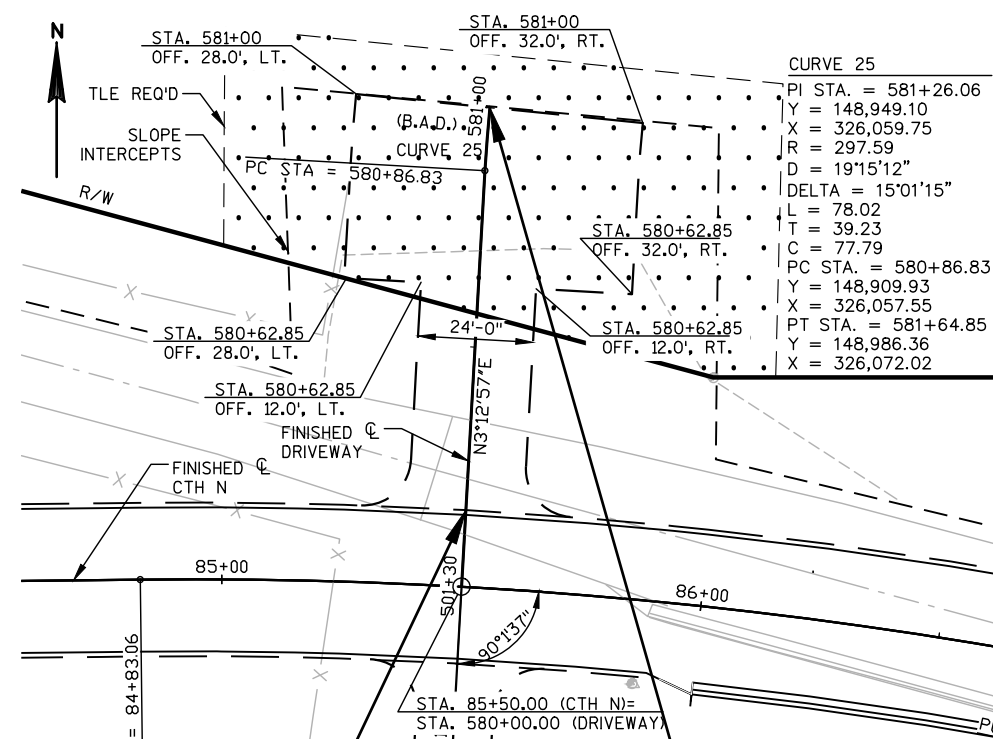 N
STA. 581+00
OFF. 28.0', LT.
STA. 581+00
OFF. 32.0', RT.
CURVE 25
PI STA. = 581+26.06
Y = 148,949.10
X = 326,059.75
R = 297.59
D = 19°15'12"
DELTA = 15°01'15"
L = 78.02
T = 39.23
C = 77.79
PC STA. = 580+86.83
Y = 148,909.93
X = 326,057.55
PT STA. = 581+64.85
Y = 148,986.36
X = 326,072.02
TLE REQ'D
SLOPE
INTERCEPTS
(B.A.D.)
581+00
CURVE 25
PC STA = 580+86.83
R/W
STA. 580+62.85
OFF. 32.0', RT.
STA. 580+62.85
OFF. 28.0', LT.
24'-0"
STA. 580+62.85
OFF. 12.0', RT.
STA. 580+62.85
OFF. 12.0', LT.
N3°12'57"E
FINISHED ℄
DRIVEWAY
FINISHED ℄
CTH N
85+00
501+30
86+00
90°1'37"
84+83.06
=
STA. 85+50.00 (CTH N)=
STA. 580+00.00 (DRIVEWAY)